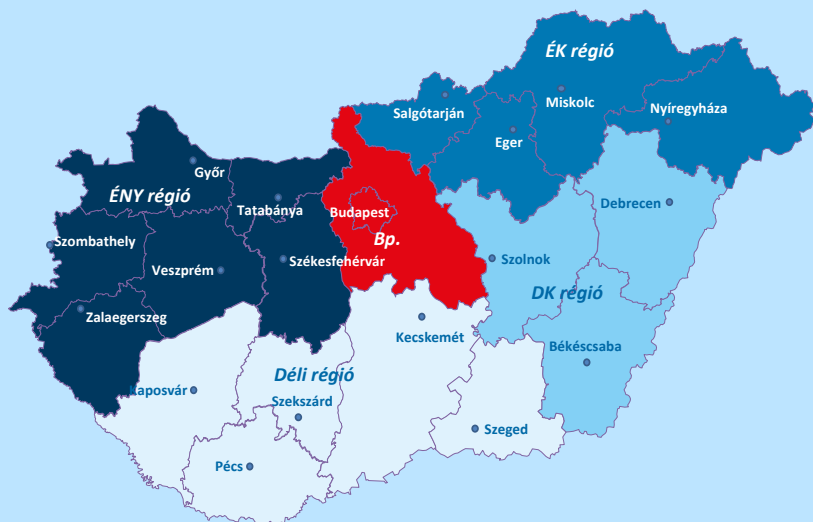 ÉK régió
Salgótarján
Miskolc
Nyíregyháza
Eger
Győr
ÉNY régió
Tatabánya
Budapest
Debrecen
Szombathely
Bp.
Veszprém
Székesfehérvár
Szolnok
DK régió
Zalaegerszeg
Kecskemét
Békéscsaba
Déli régió
Kaposvár
Szekszárd
Szeged
Pécs